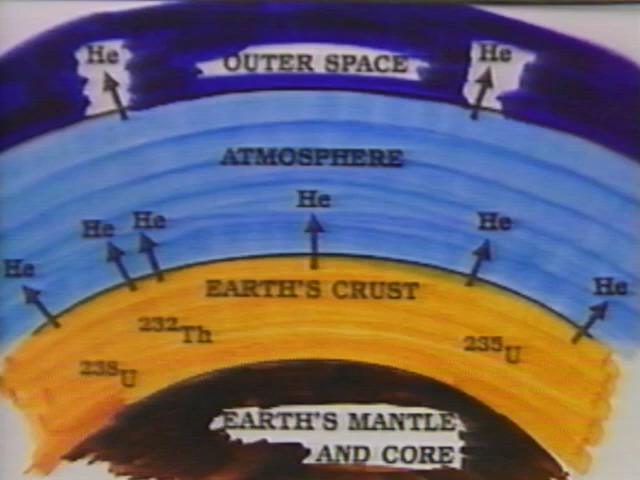 He He
OUTER SPACE
ATMOSPHERE
He
He He He
He He
EARTH'S CRUST
232Th
235U
238U
EARTH'S MANTLE
AND CORE